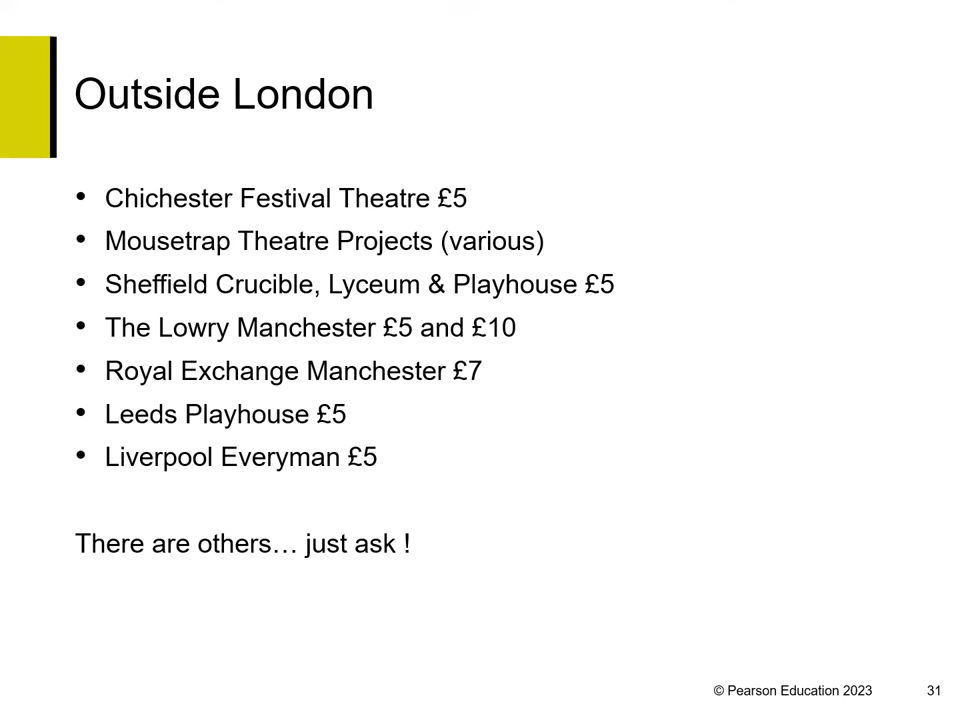 Outside London
• Chichester Festival Theatre £5
• Mousetrap Theatre Projects (various)
• Sheffield Crucible, Lyceum & Playhouse £5
• The Lowry Manchester £5 and £10
• Royal Exchange Manchester £7
• Leeds Playhouse £5
• Liverpool Everyman £5
There are others… just ask !
© Pearson Education 2023 31